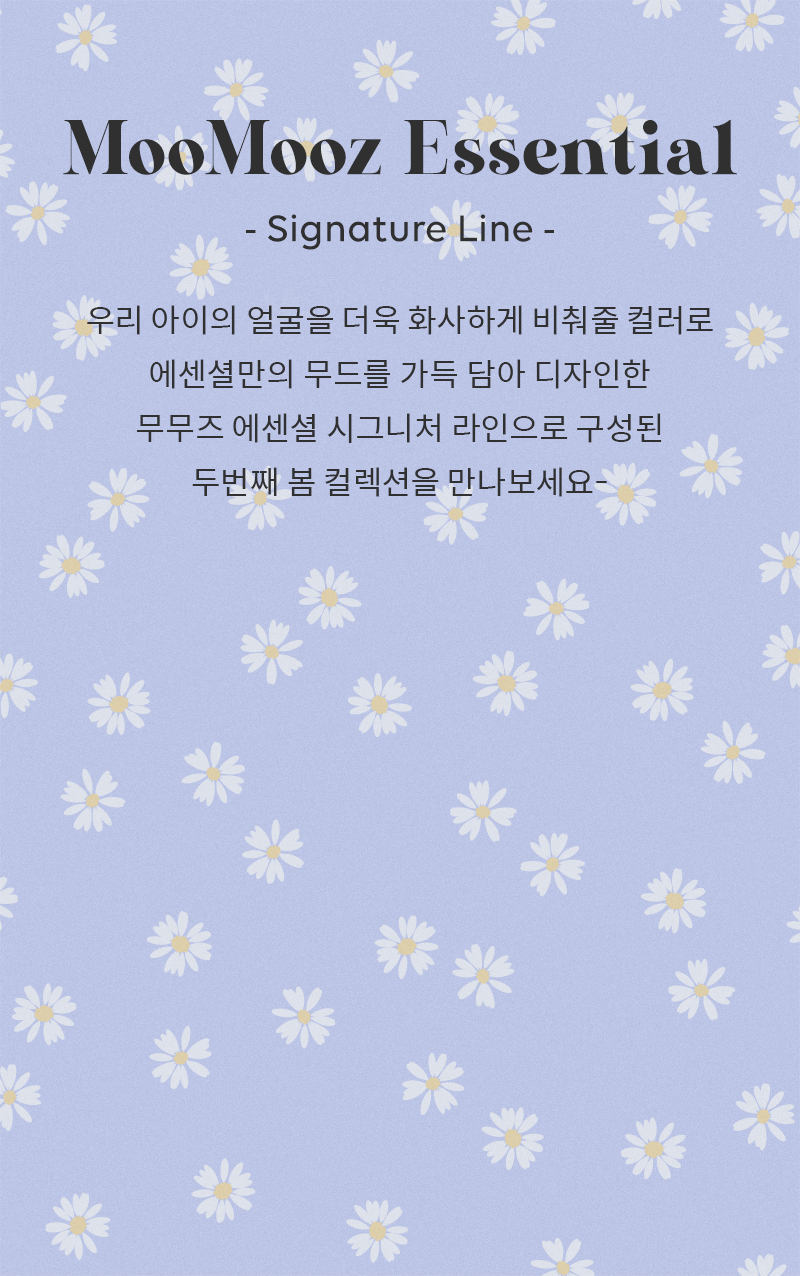 MooMooz Essential
- Signature Line -
우리 아이의 얼굴을 더욱 화사하게 비춰줄 컬러로
에센셜만의 무드를 가득 담아 디자인한
무무즈 에센셜 시그니처 라인으로 구성된
두번째 봄 컬렉션을 만나보세요-